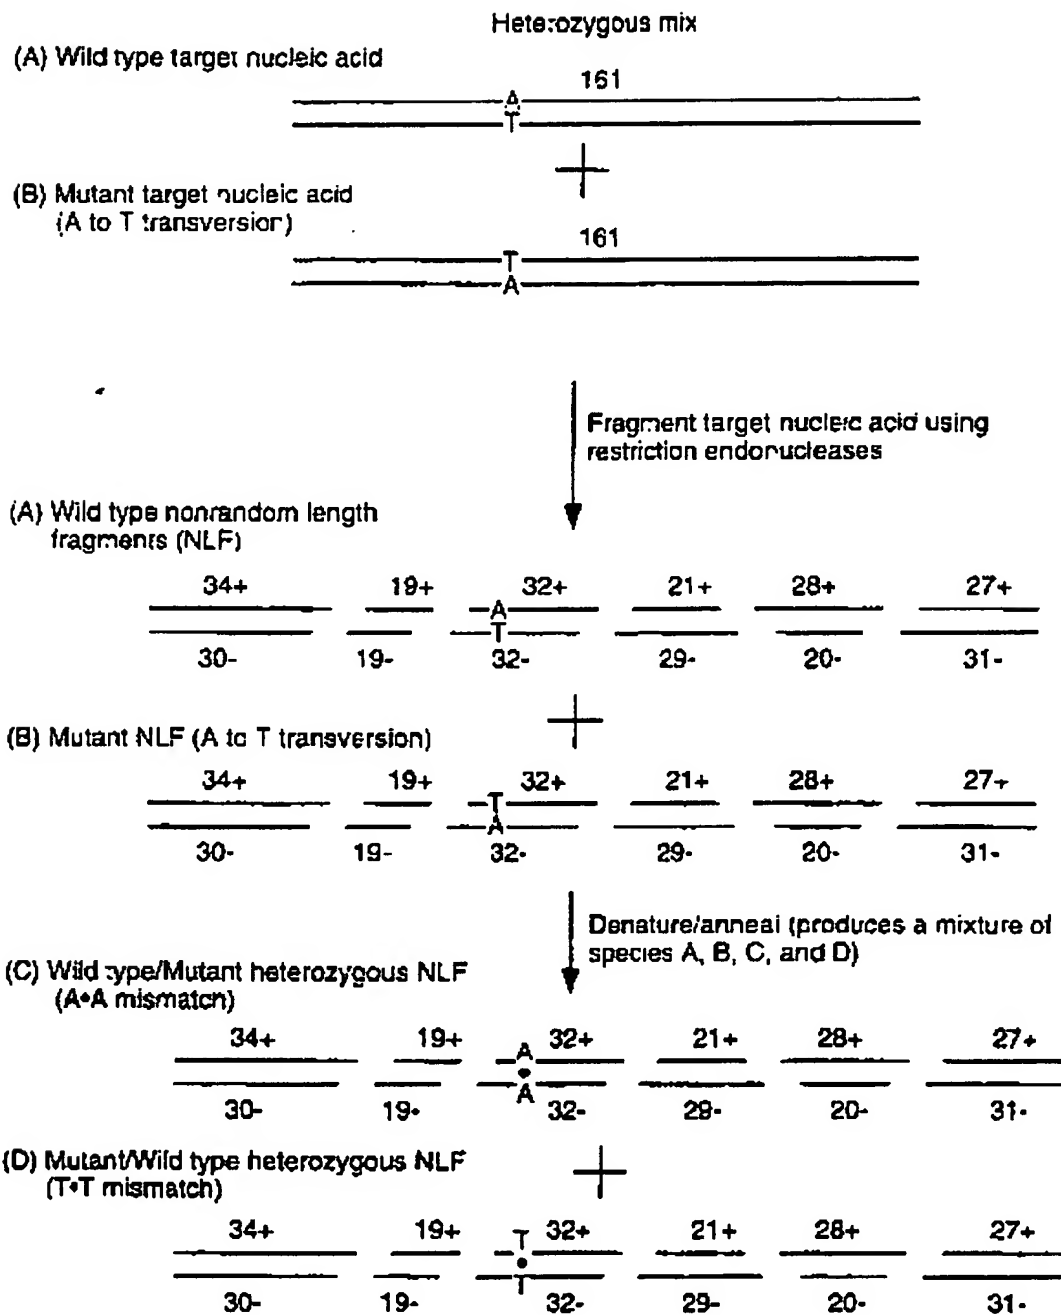 Heterozygous mix
(A) Wild type target nucleic acid
161
A
T
(B) Mutant target nucleic acid
(A to T transversion)
161
T
A
Fragment target nucleic acid using
restriction endonucleases
(A) Wild type nonrandom length
fragments (NLF)
34+ 19+ 32+ 21+ 28+ 27+
A
T
30- 19- 32- 29- 20- 31-
(B) Mutant NLF (A to T transversion)
34+ 19+ 32+ 21+ 28+ 27+
T
A
30- 19- 32- 29- 20- 31-
Denature/anneal (produces a mixture of
species A, B, C, and D)
(C) Wild type/Mutant heterozygous NLF
(A•A mismatch)
34+ 19+ A 32+ 21+ 28+ 27+
•
30- 19- A 32- 29- 20- 31-
(D) Mutant/Wild type heterozygous NLF
(T•T mismatch)
34+ 19+ T 32+ 21+ 28+ 27+
•
T
30- 19- 32- 29- 20- 31-